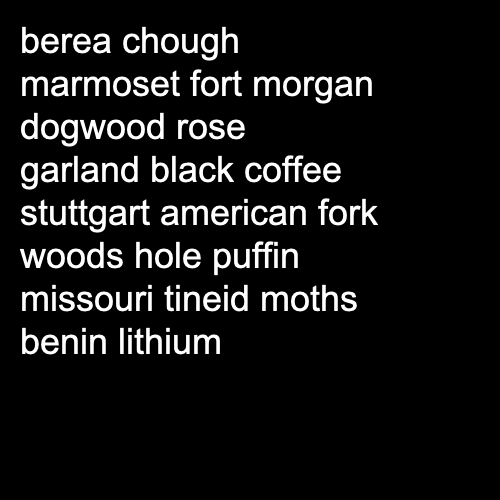 berea chough
marmoset fort morgan
dogwood rose
garland black coffee
stuttgart american fork
woods hole puffin
missouri tineid moths
benin lithium